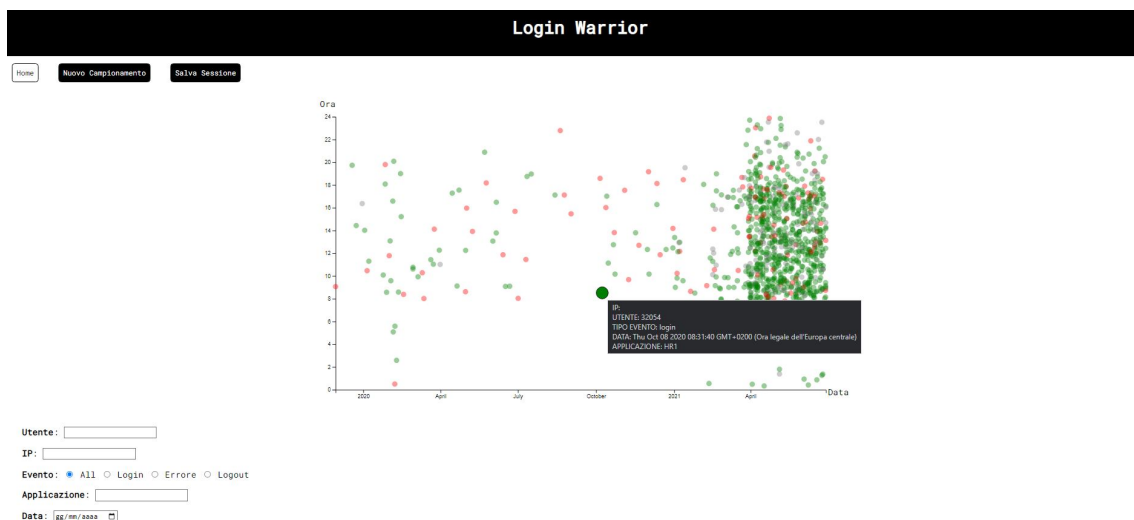 Login Warrior
Home Nuovo Campionamento Salva Sessione
Ora
24
22
20
18
16
14
12
10
8
6
4
2
0
IP:
UTENTE: 32054
TIPO EVENTO: login
DATA: Thu Oct 08 2020 08:31:40 GMT+0200 (Ora legale dell'Europa centrale)
APPLICAZIONE: HR1
2020 April July October 2021 April Data
Utente:
IP:
Evento: All Login Errore Logout
Applicazione:
Data: gg/mm/aaaa